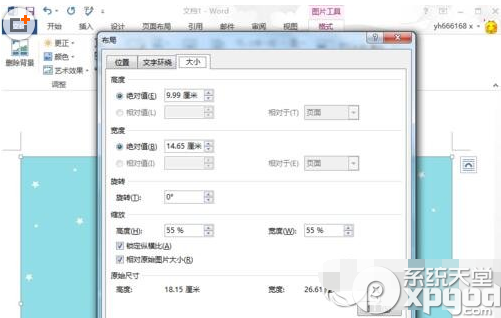 文档1 -
图片工具
开始 插入 设计 页面布局 引用 邮件 审阅 视图 格式 yh666168 x
删除背景
更正
颜色
艺术效果
调整
布局
位置 文字环绕 大小
高度
绝对值(E) 9.99 厘米
相对值(L) 相对于(T) 页面
宽度
绝对值(B) 14.65 厘米
相对值(I) 相对于(E) 页面
旋转
旋转(T): 0°
缩放
高度(H): 55 % 宽度(W): 55 %
锁定纵横比(A)
相对原始图片大小(R)
原始尺寸
高度: 18.15 厘米 宽度: 26.61
系统天堂
xpgod